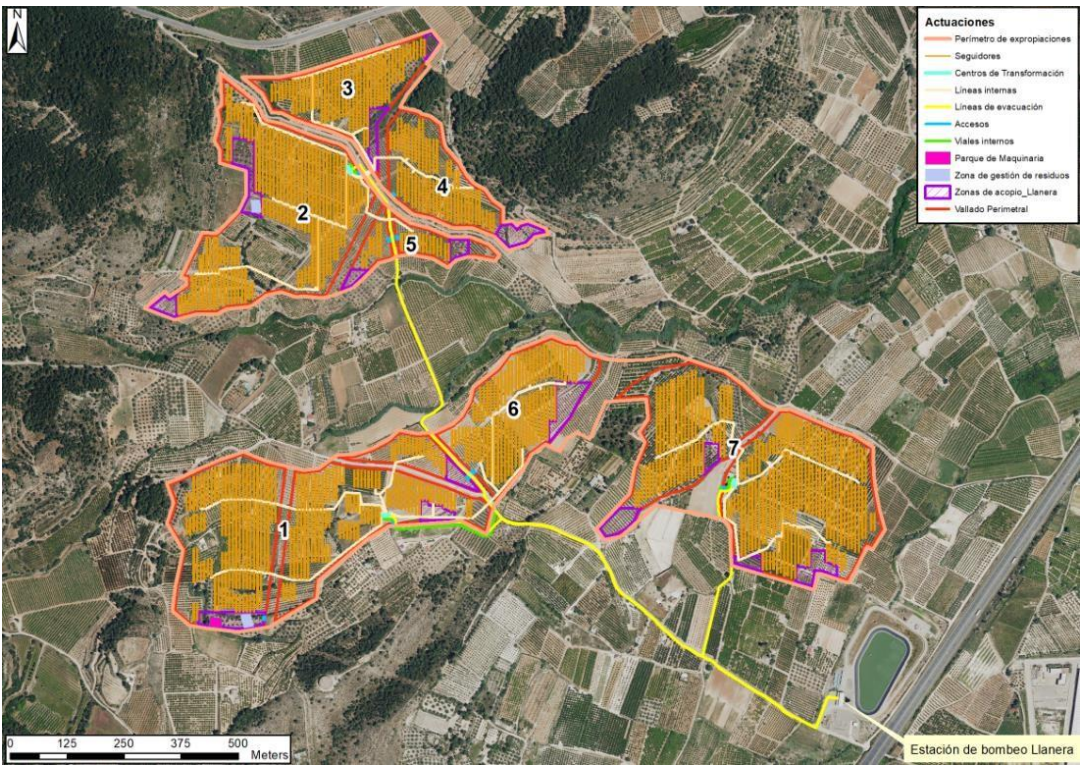 N
Actuaciones
Perímetro de expropiaciones
Seguidores
Centros de Transformación
Líneas internas
Líneas de evacuación
Accesos
Viales internos
Parque de Maquinaria
Zona de gestión de residuos
Zonas de acopio_Llanera
Vallado Perimetral
3
4
2
5
6
7
1
0 125 250 375 500
Meters
Estación de bombeo Llanera